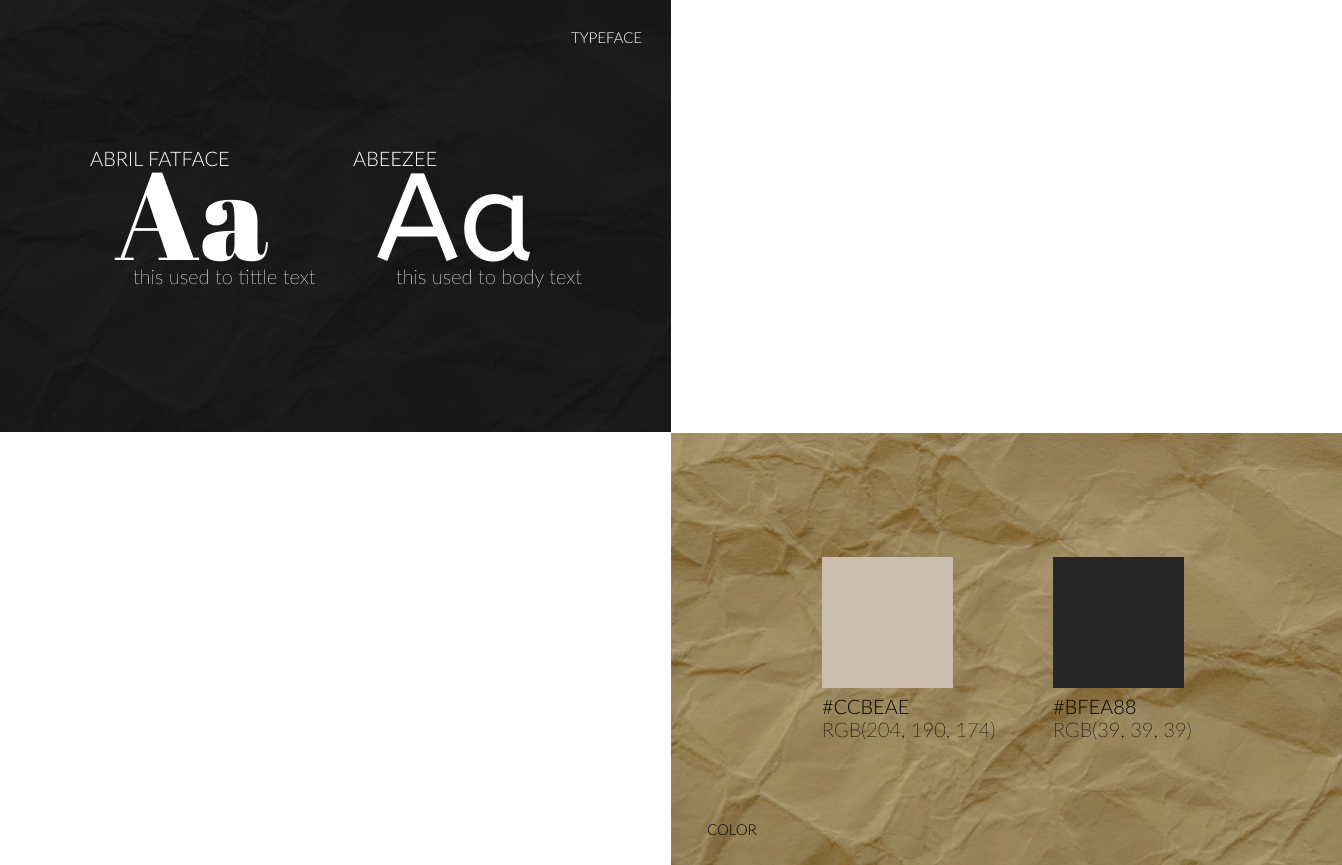 TYPEFACE
ABRIL FATFACE
Aa
this used to tittle text
ABEEZEE
Aa
this used to body text
#CCBEAE
RGB(204, 190, 174)
#BFEA88
RGB(39, 39, 39)
COLOR